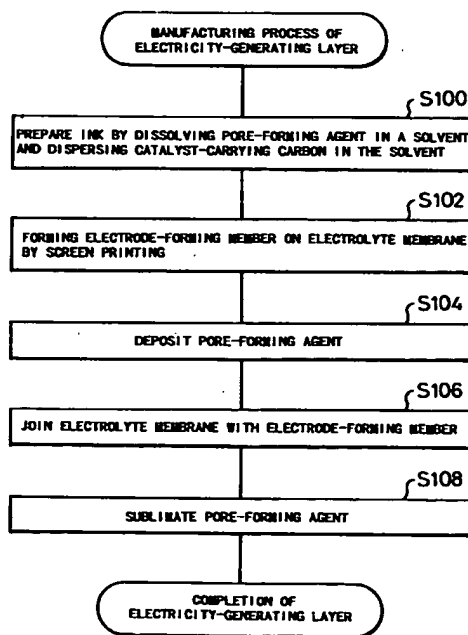 MANUFACTURING PROCESS OF
ELECTRICITY-GENERATING LAYER
S100
PREPARE INK BY DISSOLVING PORE-FORMING AGENT IN A SOLVENT
AND DISPERSING CATALYST-CARRYING CARBON IN THE SOLVENT
S102
FORMING ELECTRODE-FORMING MEMBER ON ELECTROLYTE MEMBRANE
BY SCREEN PRINTING
S104
DEPOSIT PORE-FORMING AGENT
S106
JOIN ELECTROLYTE MEMBRANE WITH ELECTRODE-FORMING MEMBER
S108
SUBLIMATE PORE-FORMING AGENT
COMPLETION OF
ELECTRICITY-GENERATING LAYER